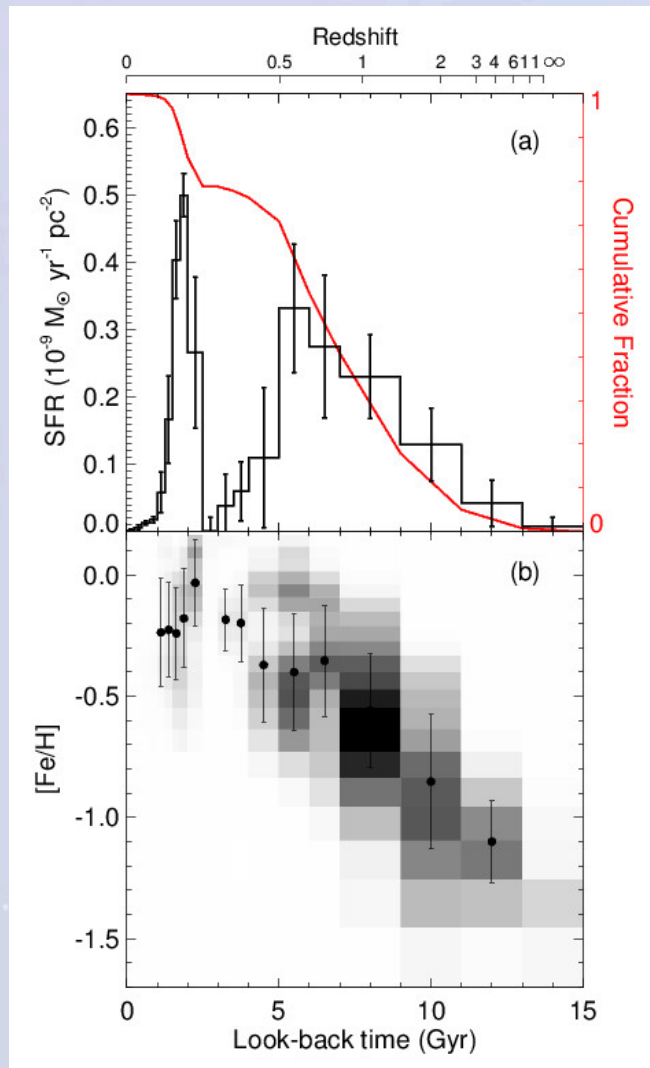 Redshift
0 0.5 1 2 3 4 6 11 ∞
(a)
0.6
0.5
0.4
0.3
0.2
0.1
0.0
SFR (10⁻⁹ M☉ yr⁻¹ pc⁻²)
1
0
Cumulative Fraction
(b)
0.0
-0.5
-1.0
-1.5
[Fe/H]
0 5 10 15
Look-back time (Gyr)